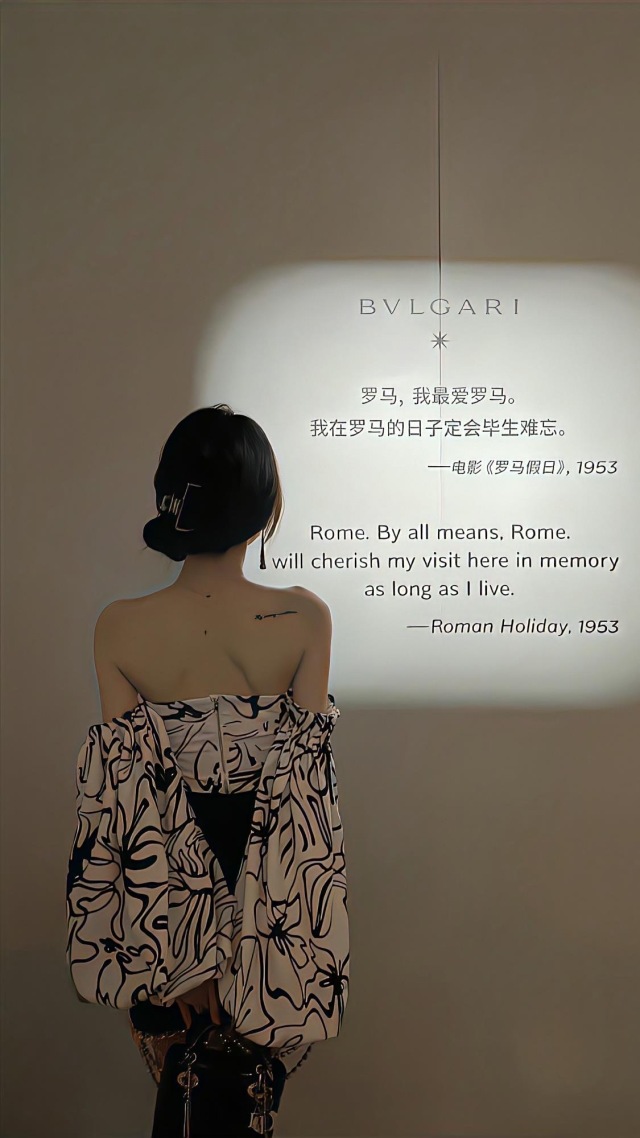 BVLGARI
罗马, 我最爱罗马。
我在罗马的日子定会毕生难忘。
—电影《罗马假日》, 1953
Rome. By all means, Rome.
will cherish my visit here in memory
as long as I live.
—Roman Holiday, 1953